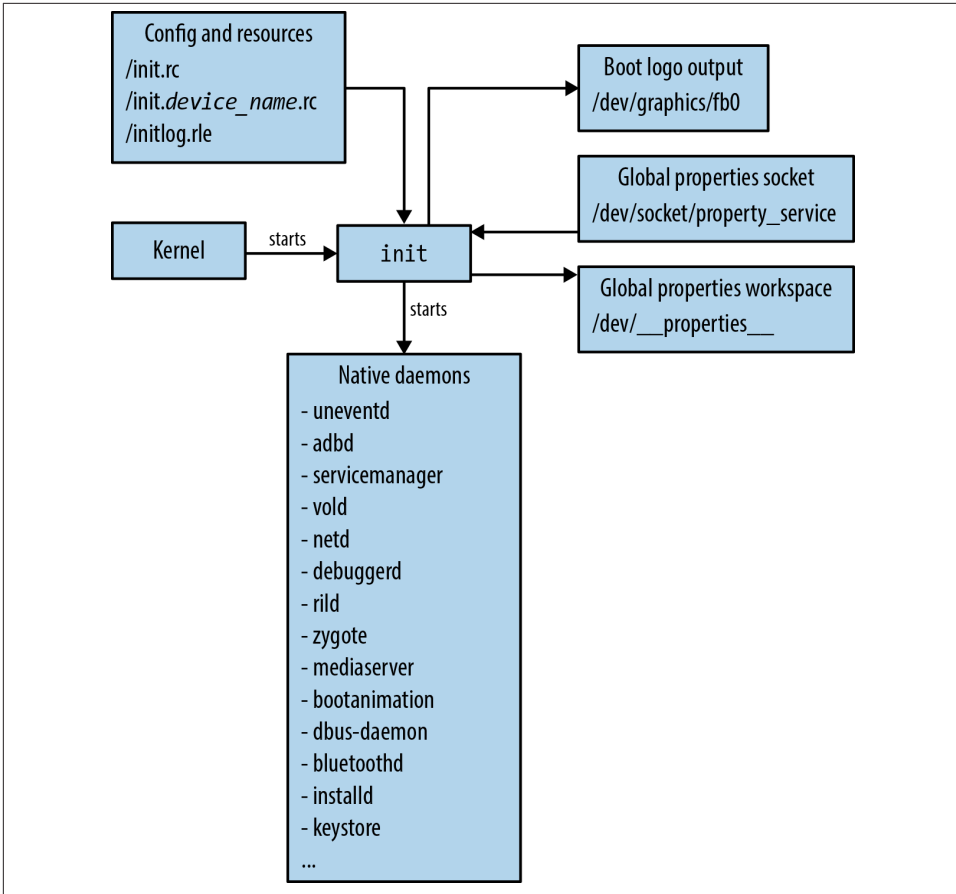 Config and resources
/init.rc
/init.device_name.rc
/initlog.rle
Boot logo output
/dev/graphics/fb0
Global properties socket
/dev/socket/property_service
Kernel
starts
init
Global properties workspace
/dev/__properties__
starts
Native daemons
- uneventd
- adbd
- servicemanager
- vold
- netd
- debuggerd
- rild
- zygote
- mediaserver
- bootanimation
- dbus-daemon
- bluetoothd
- installd
- keystore
...